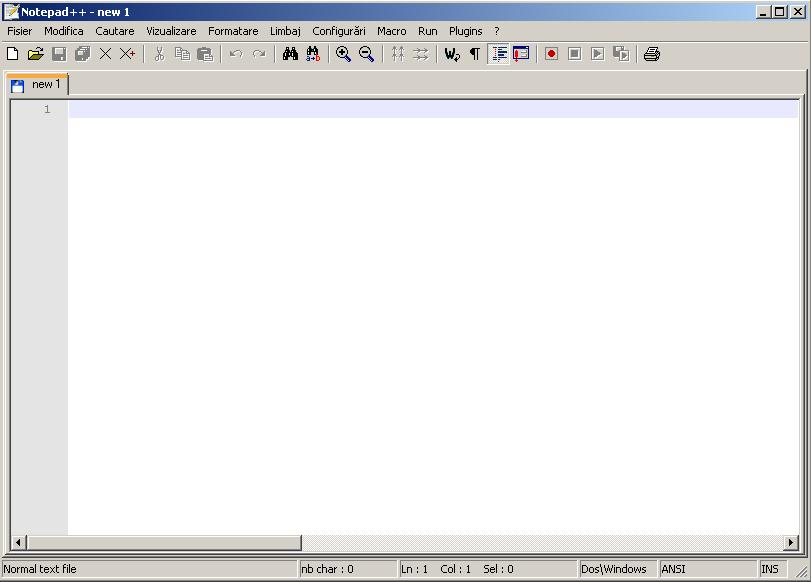 Notepad++ - new 1
Fisier Modifica Cautare Vizualizare Formatare Limbaj Configurări Macro Run Plugins ?
new 1
1
Normal text file nb char : 0 Ln : 1 Col : 1 Sel : 0 Dos\Windows ANSI INS